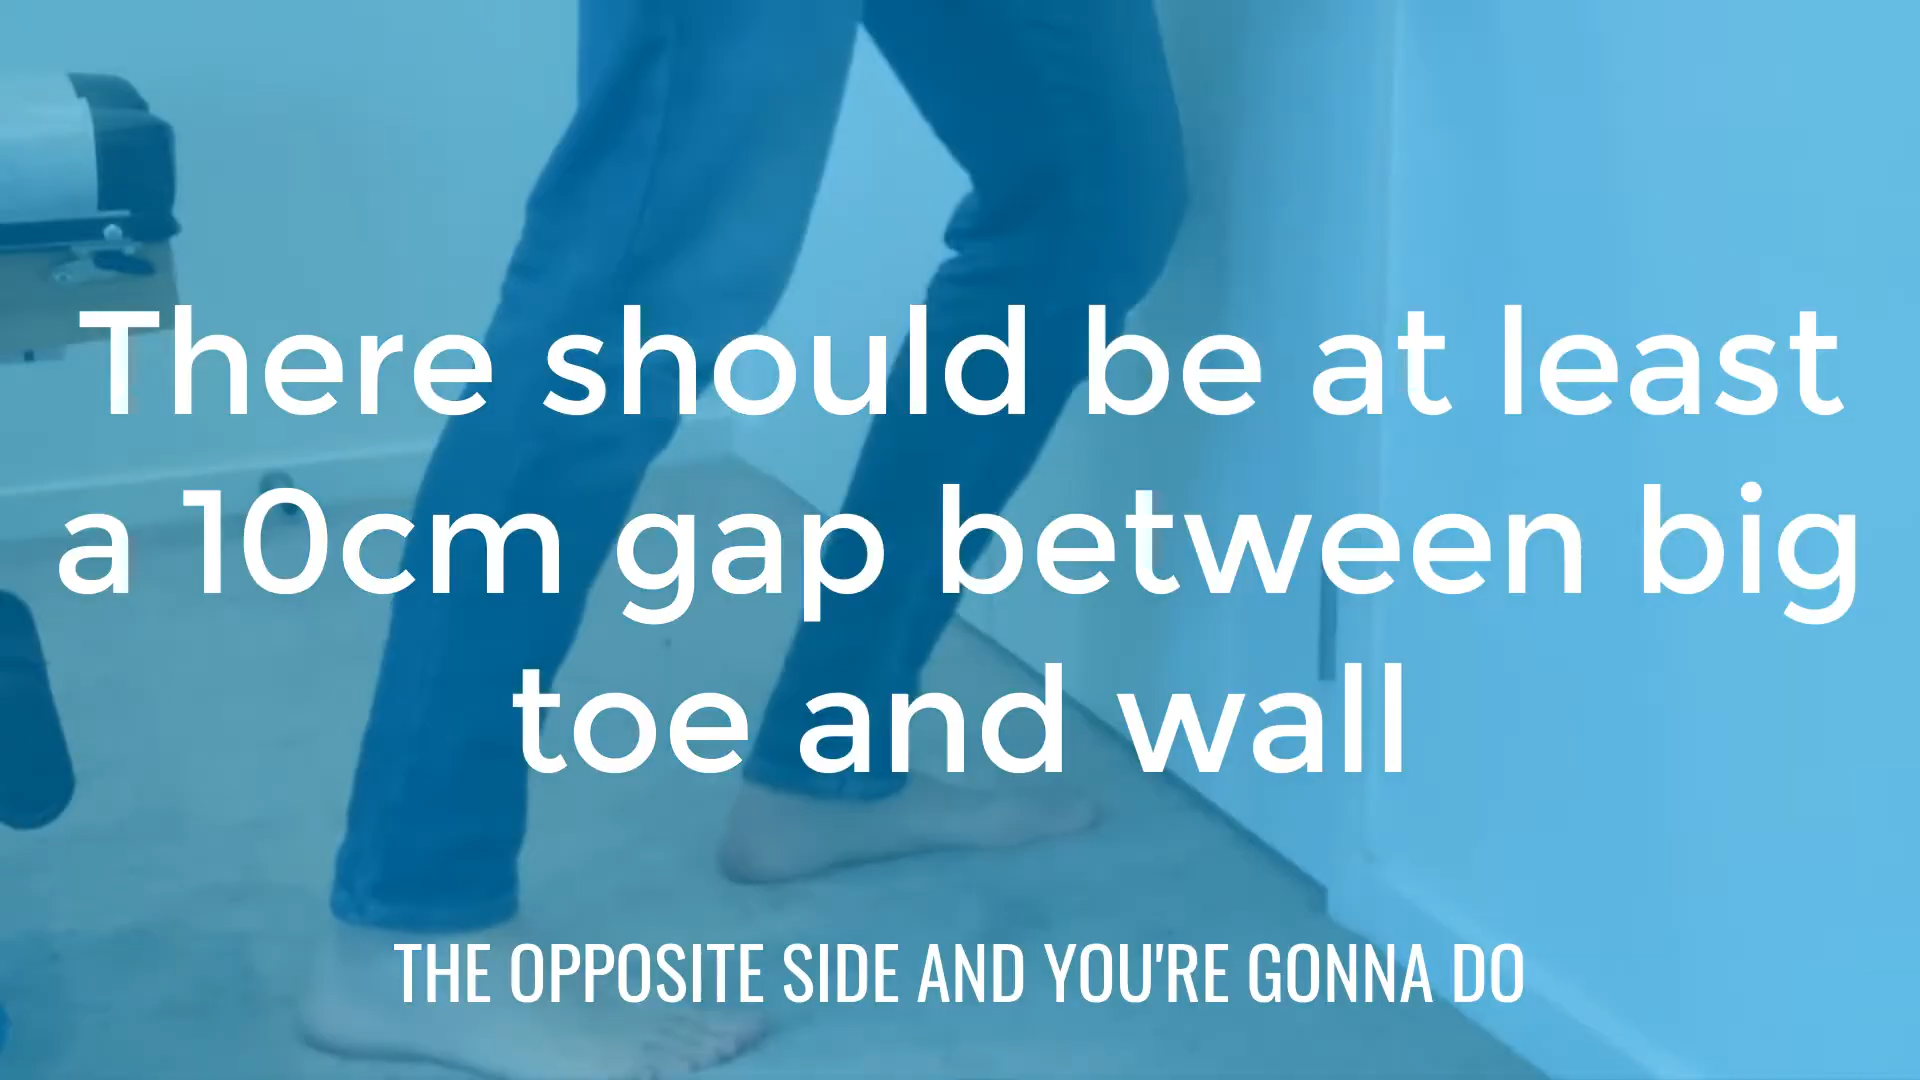 There should be at least
a 10cm gap between big
toe and wall
THE OPPOSITE SIDE AND YOU'RE GONNA DO